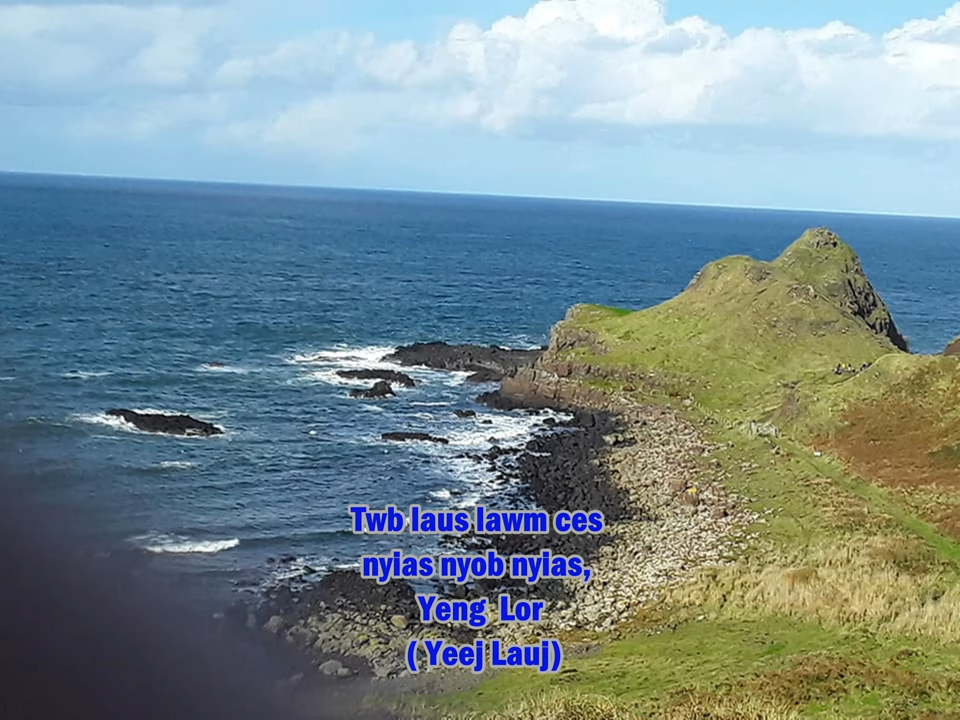 Twb laus lawm ces
nyias nyob nyias,
Yeng Lor
( Yeej Lauj)